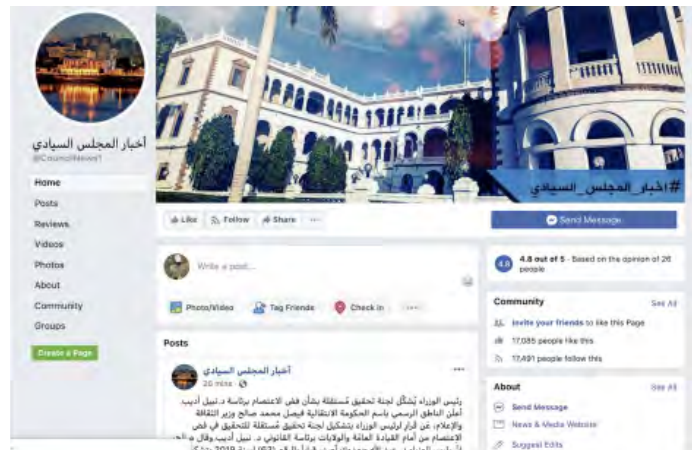 أخبار المجلس السيادي
@CouncilNews1
Home
Posts
Reviews
Videos
Photos
About
Community
Groups
Create a Page
#اخبار_المجلس_السيادي
Like Follow Share ...
Send Message
Write a post...
Photo/Video Tag Friends Check in ...
Posts
أخبار المجلس السيادي
20 mins
رئيس الوزراء يُشكّل لجنة تحقيق مُستقلة بشأن فض الاعتصام برئاسة د.نبيل أديب
أعلن الناطق الرسمي باسم الحكومة الانتقالية فيصل محمد صالح وزير الثقافة
والإعلام، عن قرار لرئيس الوزراء بتشكيل لجنة تحقيق مُستقلة للتحقيق في فض
الاعتصام من أمام القيادة العامّة والولايات برئاسة القانوني د. نبيل أديب.وقال
4.8
4.8 out of 5 - Based on the opinion of 26
people
Community See All
Invite your friends to like this Page
17,085 people like this
17,491 people follow this
About See All
Send Message
News & Media Website
Suggest Edits